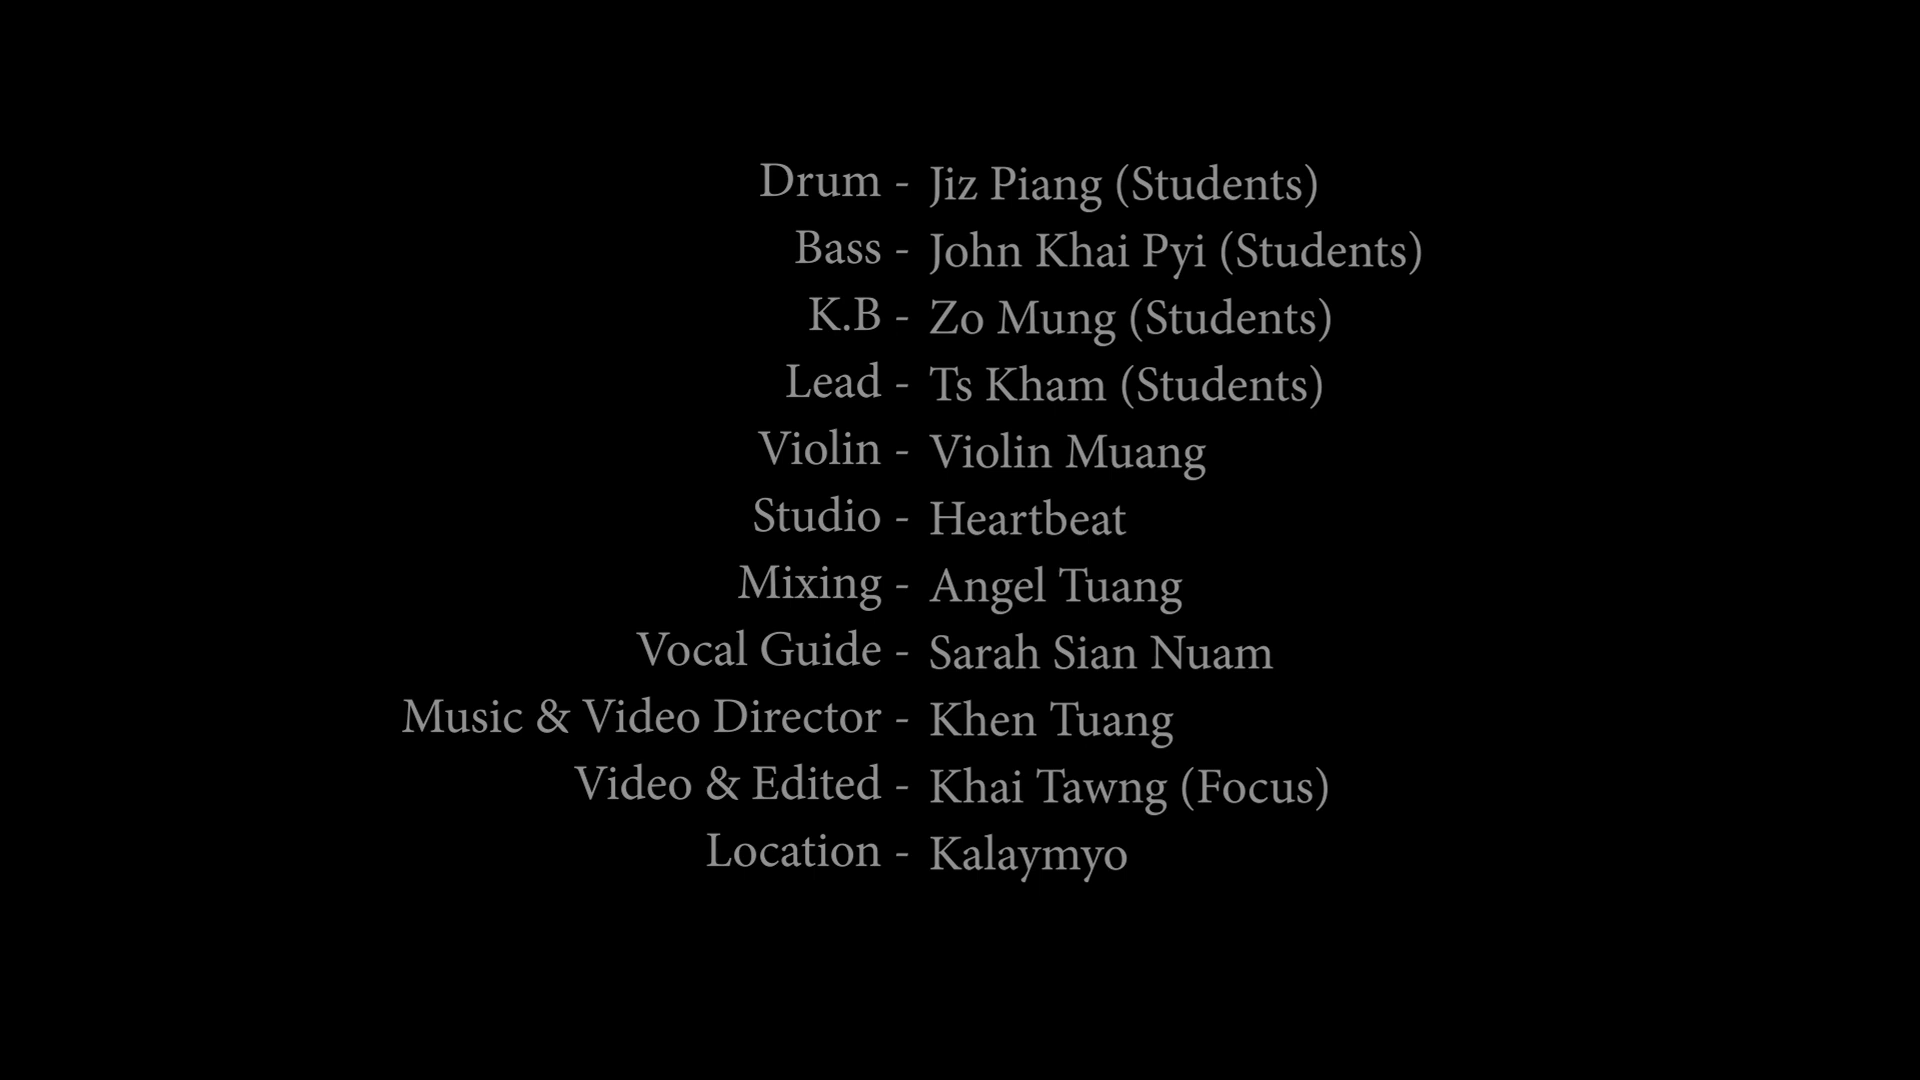 Drum - Jiz Piang (Students)
Bass - John Khai Pyi (Students)
K.B - Zo Mung (Students)
Lead - Ts Kham (Students)
Violin - Violin Muang
Studio - Heartbeat
Mixing - Angel Tuang
Vocal Guide - Sarah Sian Nuam
Music & Video Director - Khen Tuang
Video & Edited - Khai Tawng (Focus)
Location - Kalaymyo